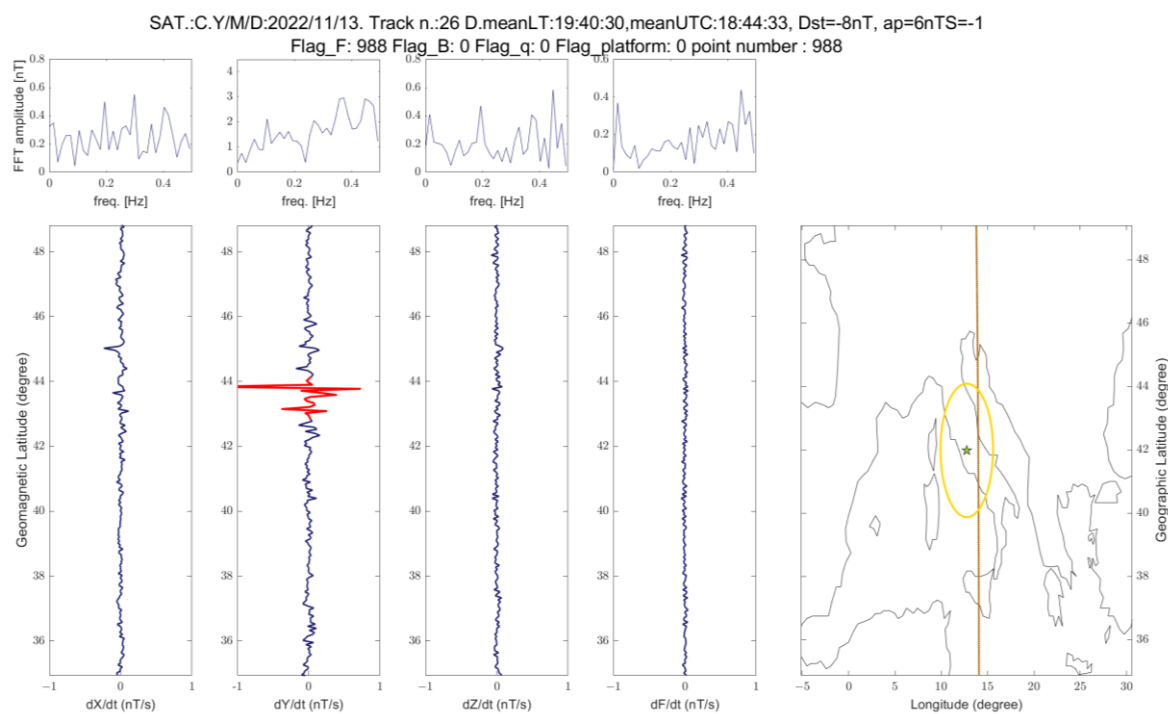 SAT.:C.Y/M/D:2022/11/13. Track n.:26 D.meanLT:19:40:30,meanUTC:18:44:33, Dst=-8nT, ap=6nTS=-1
Flag_F: 988 Flag_B: 0 Flag_q: 0 Flag_platform: 0 point number : 988
FFT amplitude [nT]
0.8
0.6
0.4
0.2
0
0 0.2 0.4
freq. [Hz]
4
3
2
1
0
0 0.2 0.4
freq. [Hz]
0.8
0.6
0.4
0.2
0
0 0.2 0.4
freq. [Hz]
0.6
0.4
0.2
0
0 0.2 0.4
freq. [Hz]
Geomagnetic Latitude (degree)
48
46
44
42
40
38
36
−1 0 1
dX/dt (nT/s)
48
46
44
42
40
38
36
−1 0 1
dY/dt (nT/s)
48
46
44
42
40
38
36
−1 0 1
dZ/dt (nT/s)
48
46
44
42
40
38
36
−1 0 1
dF/dt (nT/s)
48
46
44
42
40
38
36
−5 0 5 10 15 20 25 30
Longitude (degree)
Geographic Latitude (degree)